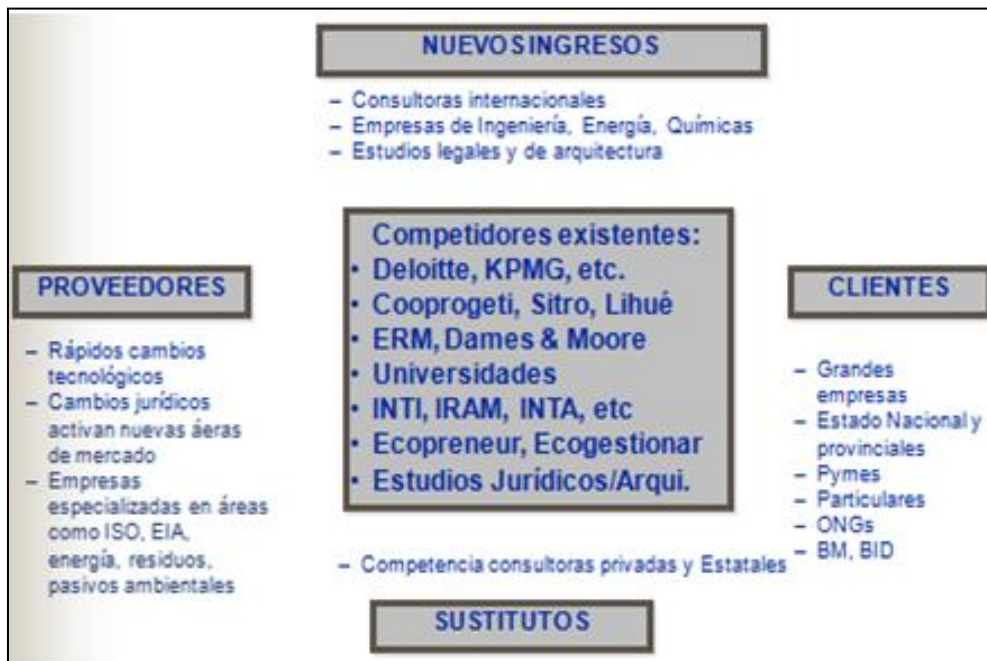 NUEVOS INGRESOS
– Consultoras internacionales
– Empresas de Ingeniería, Energía, Químicas
– Estudios legales y de arquitectura
PROVEEDORES
– Rápidos cambios
tecnológicos
– Cambios jurídicos
activan nuevas áeras
de mercado
– Empresas
especializadas en áreas
como ISO, EIA,
energía, residuos,
pasivos ambientales
Competidores existentes:
• Deloitte, KPMG, etc.
• Cooprogeti, Sitro, Lihué
• ERM, Dames & Moore
• Universidades
• INTI, IRAM, INTA, etc
• Ecopreneur, Ecogestionar
• Estudios Jurídicos/Arqui.
CLIENTES
– Grandes
empresas
– Estado Nacional y
provinciales
– Pymes
– Particulares
– ONGs
– BM, BID
– Competencia consultoras privadas y Estatales
SUSTITUTOS